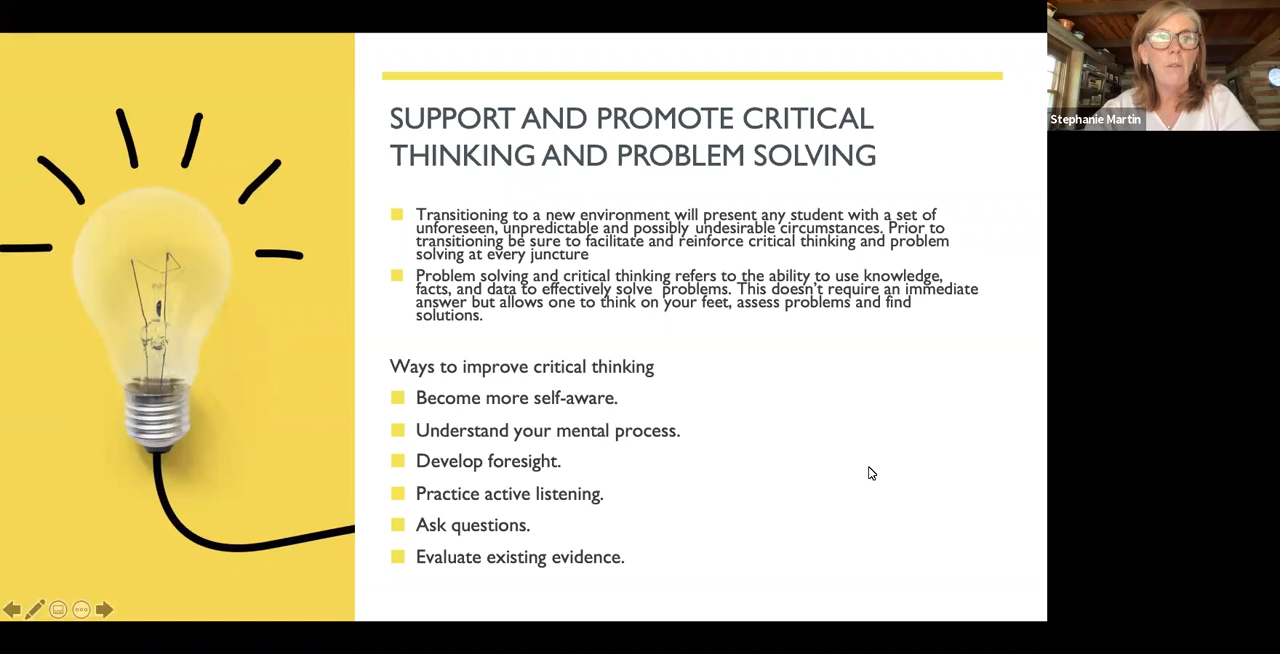 SUPPORT AND PROMOTE CRITICAL
THINKING AND PROBLEM SOLVING
Transitioning to a new environment will present any student with a set of
unforeseen, unpredictable and possibly undesirable circumstances. Prior to
transitioning be sure to facilitate and reinforce critical thinking and problem
solving at every juncture
Problem solving and critical thinking refers to the ability to use knowledge,
facts, and data to effectively solve  problems. This doesn't require an immediate
answer but allows one to think on your feet, assess problems and find
solutions.
Ways to improve critical thinking
Become more self-aware.
Understand your mental process.
Develop foresight.
Practice active listening.
Ask questions.
Evaluate existing evidence.
Stephanie Martin